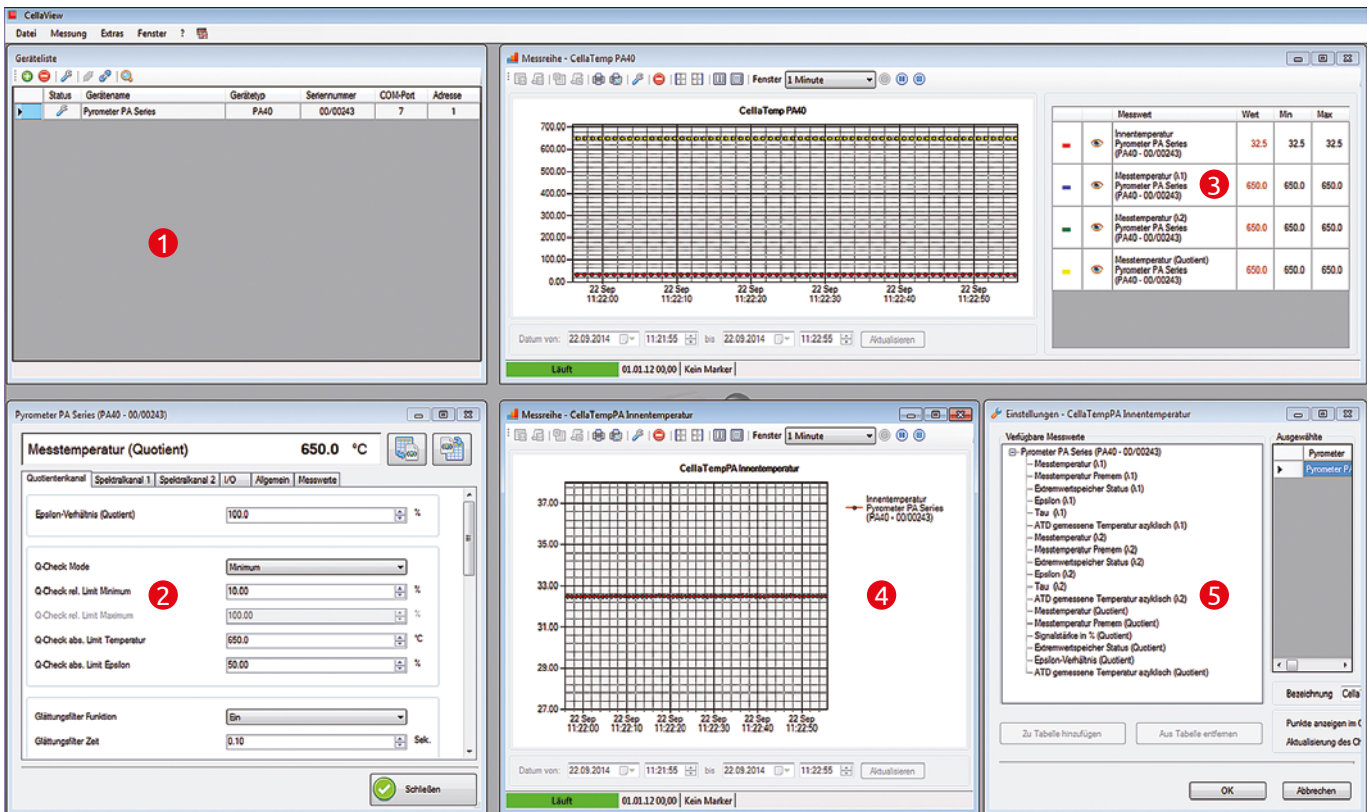 CellaView
Datei Messung Extras Fenster ?
Geräteliste
Status Gerätename Gerätetyp Seriennummer COM-Port Adresse
Pyrometer PA Series PA40 00/00243 7 1
1
Messreihe - CellaTemp PA40
Fenster 1 Minute
CellaTemp PA40
700.00
600.00
500.00
400.00
300.00
200.00
100.00
0.00
22 Sep 22 Sep 22 Sep 22 Sep 22 Sep 22 Sep
11:22:00 11:22:10 11:22:20 11:22:30 11:22:40 11:22:50
Messwert Wert Min Max
Innentemperatur
Pyrometer PA Series
(PA40 - 00/00243)
32.5 32.5 32.5
Messtemperatur (λ1)
Pyrometer PA Series
(PA40 - 00/00243)
650.0 650.0 650.0
3
Messtemperatur (λ2)
Pyrometer PA Series
(PA40 - 00/00243)
650.0 650.0 650.0
Messtemperatur (Quotient)
Pyrometer PA Series
(PA40 - 00/00243)
650.0 650.0 650.0
Datum von: 22.09.2014 11:21:55 bis 22.09.2014 11:22:55 Aktualisieren
Läuft 01.01.12 00,00 Kein Marker
Pyrometer PA Series (PA40 - 00/00243)
Messtemperatur (Quotient) 650.0 °C
Quotientenkanal Spektralkanal 1 Spektralkanal 2 I/O Allgemein Messwerte
Epsilon-Verhältnis (Quotient) 100.0 %
Q-Check Mode Minimum
Q-Check rel. Limit Minimum 10.00 %
2
Q-Check rel. Limit Maximum 100.00 %
Q-Check abs. Limit Temperatur 650.0 °C
Q-Check abs. Limit Epsilon 50.00 %
Glättungsfilter Funktion Ein
Glättungsfilter Zeit 0.10 Sek.
Schließen
Messreihe - CellaTempPA Innentemperatur
Fenster 1 Minute
CellaTempPA Innentemperatur
37.00
35.00
33.00
31.00
29.00
27.00
22 Sep 22 Sep 22 Sep 22 Sep 22 Sep 22 Sep
11:22:00 11:22:10 11:22:20 11:22:30 11:22:40 11:22:50
Innentemperatur
Pyrometer PA Series
(PA40 - 00/00243)
4
Datum von: 22.09.2014 11:21:55 bis 22.09.2014 11:22:55 Aktualisieren
Läuft 01.01.12 00,00 Kein Marker
Einstellungen - CellaTempPA Innentemperatur
Verfügbare Messwerte
Pyrometer PA Series (PA40 - 00/00243)
Messtemperatur (λ1)
Messtemperatur Premem (λ1)
Extremwertspeicher Status (λ1)
Epsilon (λ1)
Tau (λ1)
ATD gemessene Temperatur azyklisch (λ1)
Messtemperatur (λ2)
Messtemperatur Premem (λ2)
Extremwertspeicher Status (λ2)
Epsilon (λ2)
Tau (λ2)
ATD gemessene Temperatur azyklisch (λ2)
5
Messtemperatur (Quotient)
Messtemperatur Premem (Quotient)
Signalstärke in % (Quotient)
Extremwertspeicher Status (Quotient)
Epsilon-Verhältnis (Quotient)
ATD gemessene Temperatur azyklisch (Quotient)
Ausgewählte
Pyrometer
Pyrometer PA
Bezeichnung Cella
Zu Tabelle hinzufügen Aus Tabelle entfernen
Punkte anzeigen im
Aktualisierung des
OK Abbrechen